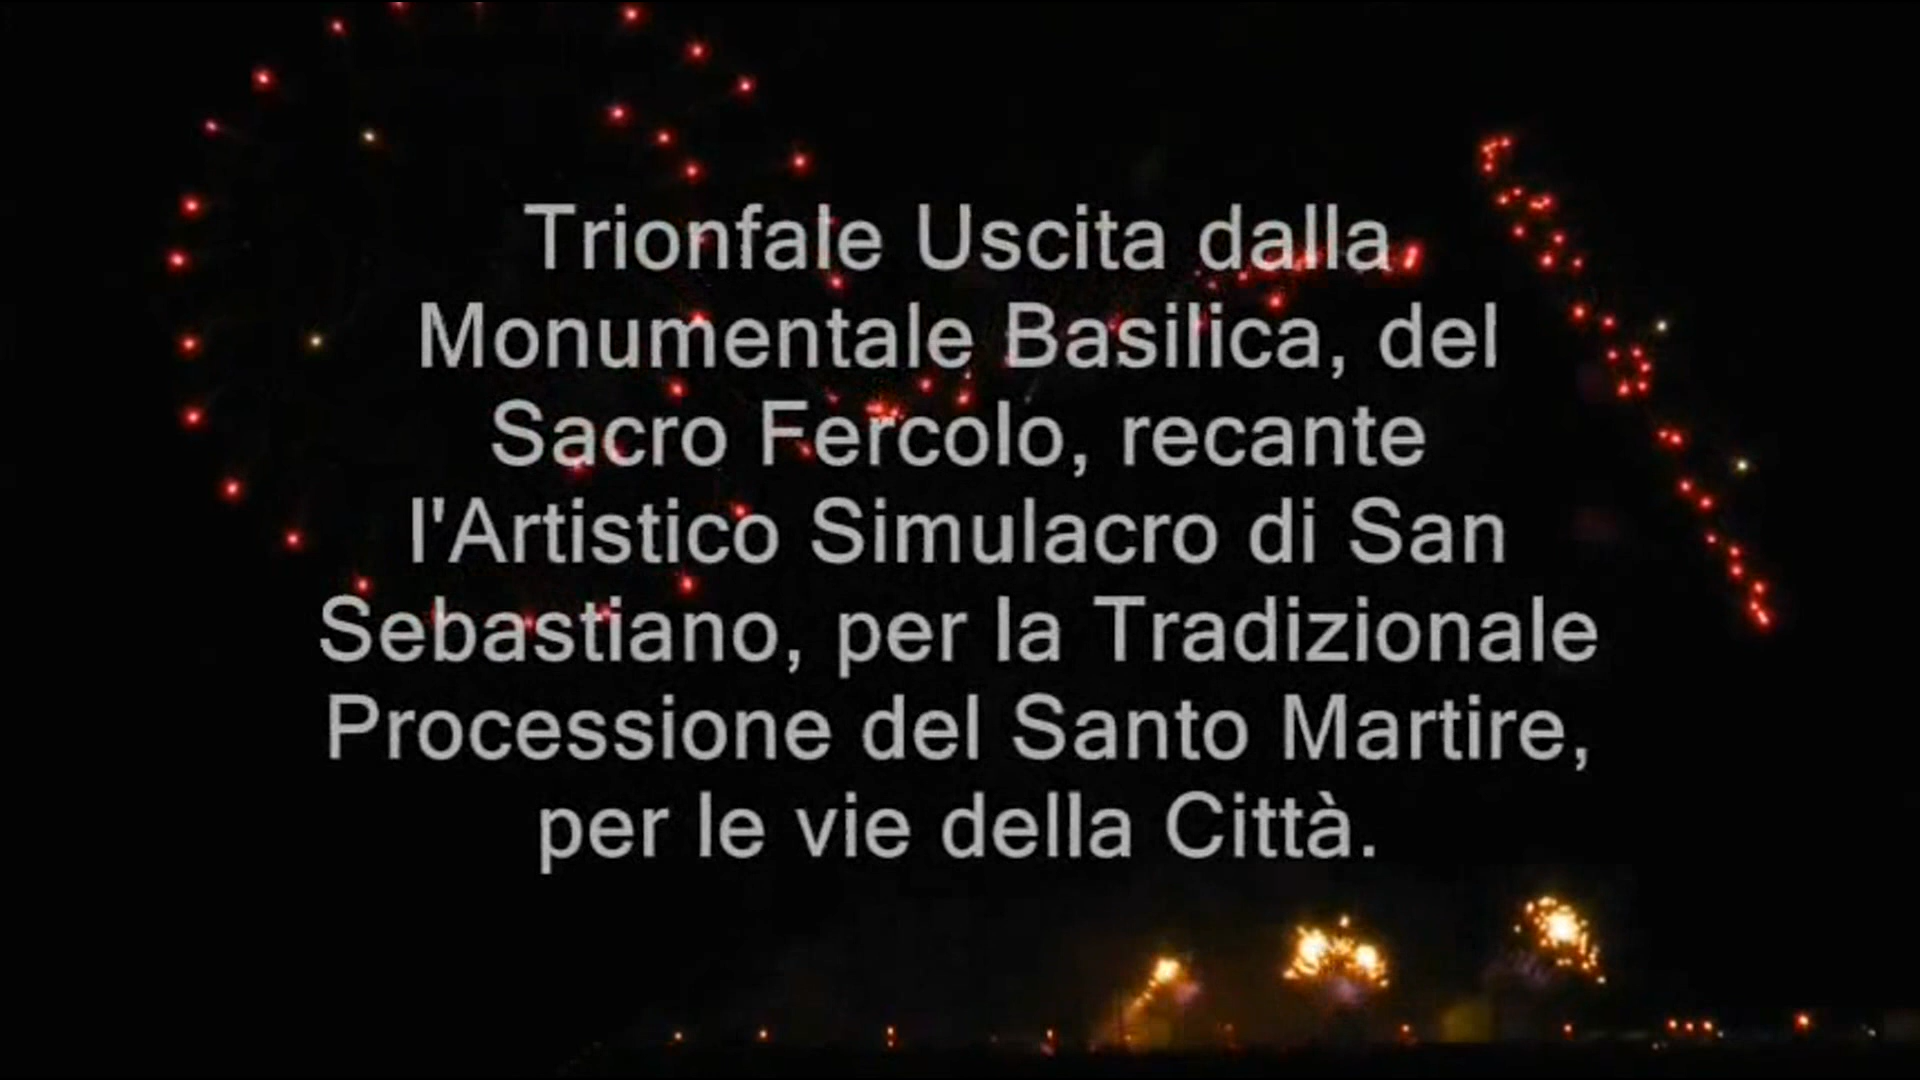 Trionfale Uscita dalla
Monumentale Basilica, del
Sacro Fercolo, recante
l'Artistico Simulacro di San
Sebastiano, per la Tradizionale
Processione del Santo Martire,
per le vie della Città.